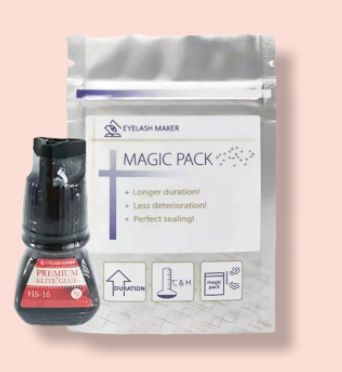 EYELASH MAKER
MAGIC PACK
+ Longer duration!
+ Less deterioration!
+ Perfect sealing!
DURATION
℃ & H
magic
pack
EYELASH MAKER
PREMIUM
ELITE GLUE
HS-16